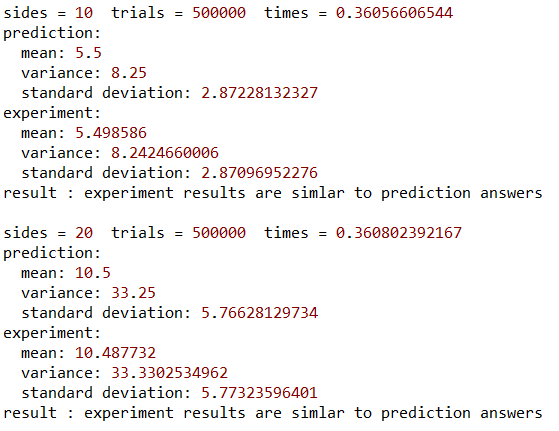 sides = 10  trials = 500000  times = 0.36056606544
prediction:
  mean: 5.5
  variance: 8.25
  standard deviation: 2.87228132327
experiment:
  mean: 5.498586
  variance: 8.2424660006
  standard deviation: 2.87096952276
result : experiment results are simlar to prediction answers

sides = 20  trials = 500000  times = 0.360802392167
prediction:
  mean: 10.5
  variance: 33.25
  standard deviation: 5.76628129734
experiment:
  mean: 10.487732
  variance: 33.3302534962
  standard deviation: 5.77323596401
result : experiment results are simlar to prediction answers